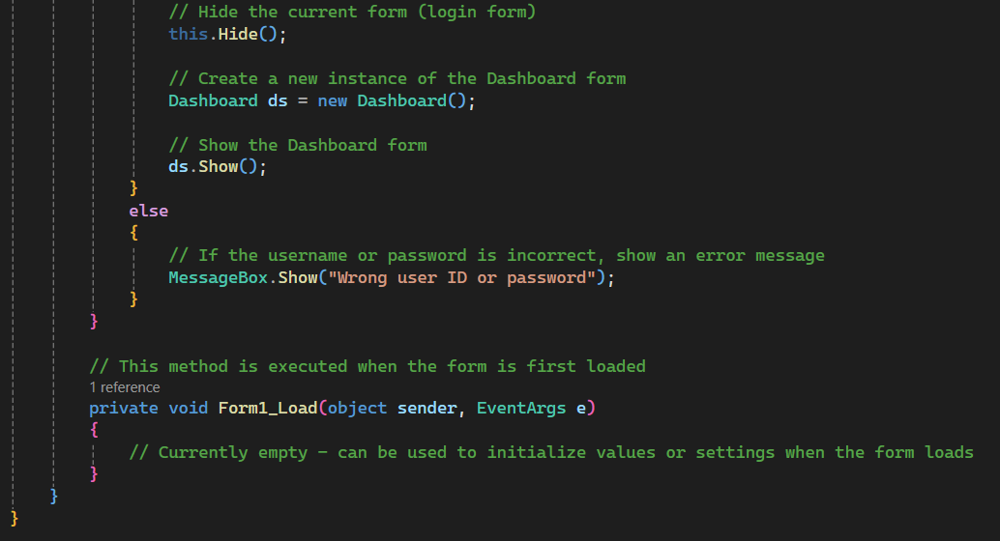 // Hide the current form (login form)
this.Hide();
// Create a new instance of the Dashboard form
Dashboard ds = new Dashboard();
// Show the Dashboard form
ds.Show();
}
else
{
// If the username or password is incorrect, show an error message
MessageBox.Show("Wrong user ID or password");
}
}
// This method is executed when the form is first loaded
1 reference
private void Form1_Load(object sender, EventArgs e)
{
// Currently empty - can be used to initialize values or settings when the form loads
}
}
}